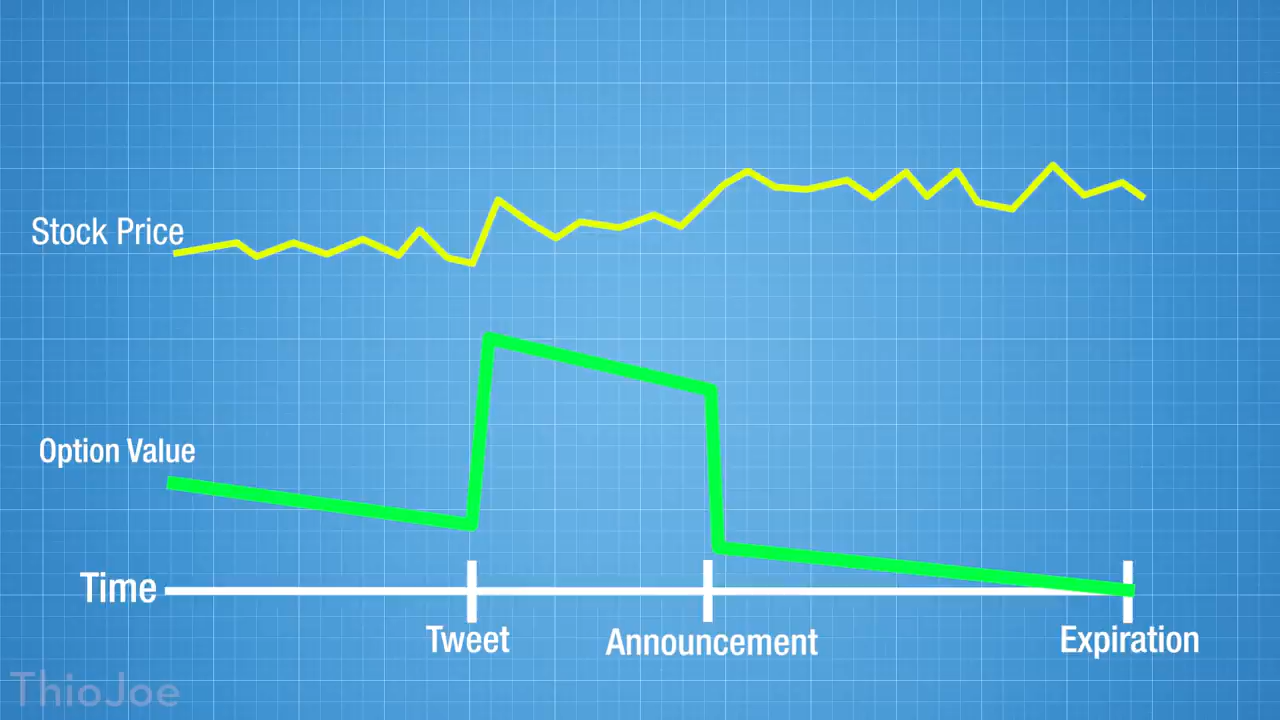 Stock Price
Option Value
Time
Tweet
Announcement
Expiration
ThioJoe